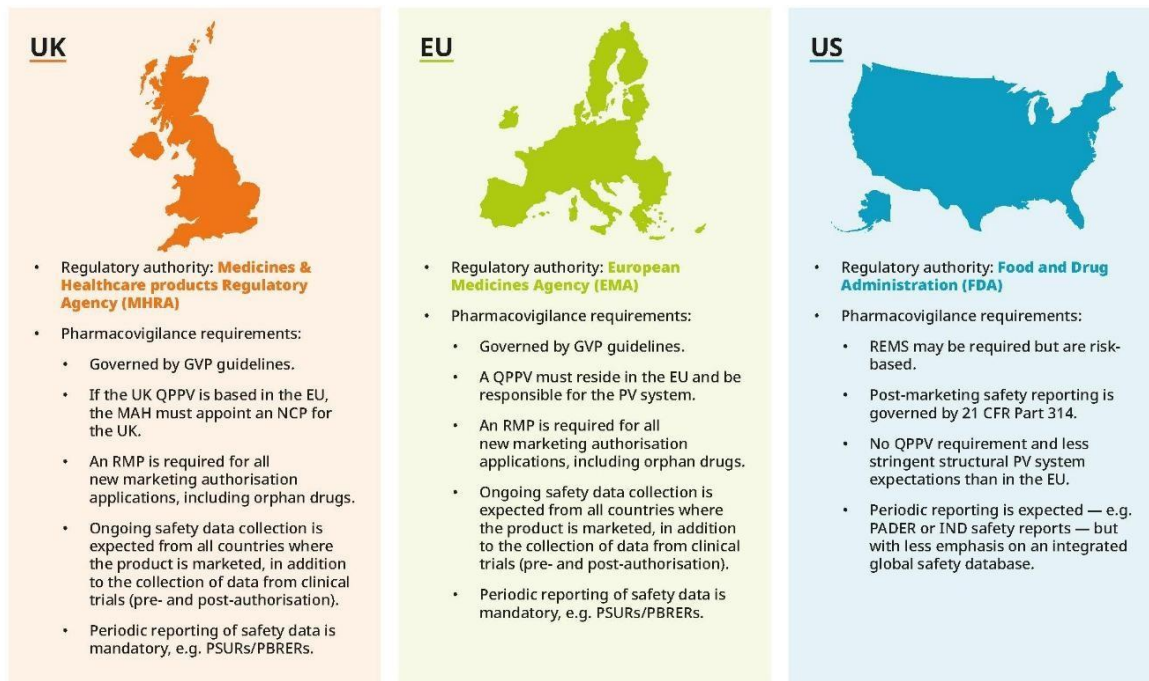 UK
• Regulatory authority: Medicines &
Healthcare products Regulatory
Agency (MHRA)
• Pharmacovigilance requirements:
• Governed by GVP guidelines.
• If the UK QPPV is based in the EU,
the MAH must appoint an NCP for
the UK.
• An RMP is required for all
new marketing authorisation
applications, including orphan drugs.
• Ongoing safety data collection is
expected from all countries where
the product is marketed, in addition
to the collection of data from clinical
trials (pre- and post-authorisation).
• Periodic reporting of safety data is
mandatory, e.g. PSURs/PBRERs.
EU
• Regulatory authority: European
Medicines Agency (EMA)
• Pharmacovigilance requirements:
• Governed by GVP guidelines.
• A QPPV must reside in the EU and be
responsible for the PV system.
• An RMP is required for all
new marketing authorisation
applications, including orphan drugs.
• Ongoing safety data collection is
expected from all countries where
the product is marketed, in addition
to the collection of data from clinical
trials (pre- and post-authorisation).
• Periodic reporting of safety data is
mandatory, e.g. PSURs/PBRERs.
US
• Regulatory authority: Food and Drug
Administration (FDA)
• Pharmacovigilance requirements:
• REMS may be required but are risk-
based.
• Post-marketing safety reporting is
governed by 21 CFR Part 314.
• No QPPV requirement and less
stringent structural PV system
expectations than in the EU.
• Periodic reporting is expected — e.g.
PADER or IND safety reports — but
with less emphasis on an integrated
global safety database.